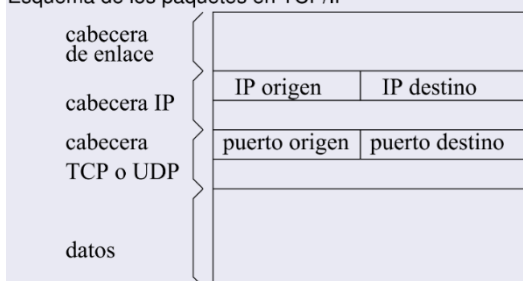 Esquema de los paquetes en TCP/IP
cabecera
de enlace
IP origen IP destino
cabecera IP
cabecera puerto origen puerto destino
TCP o UDP
datos